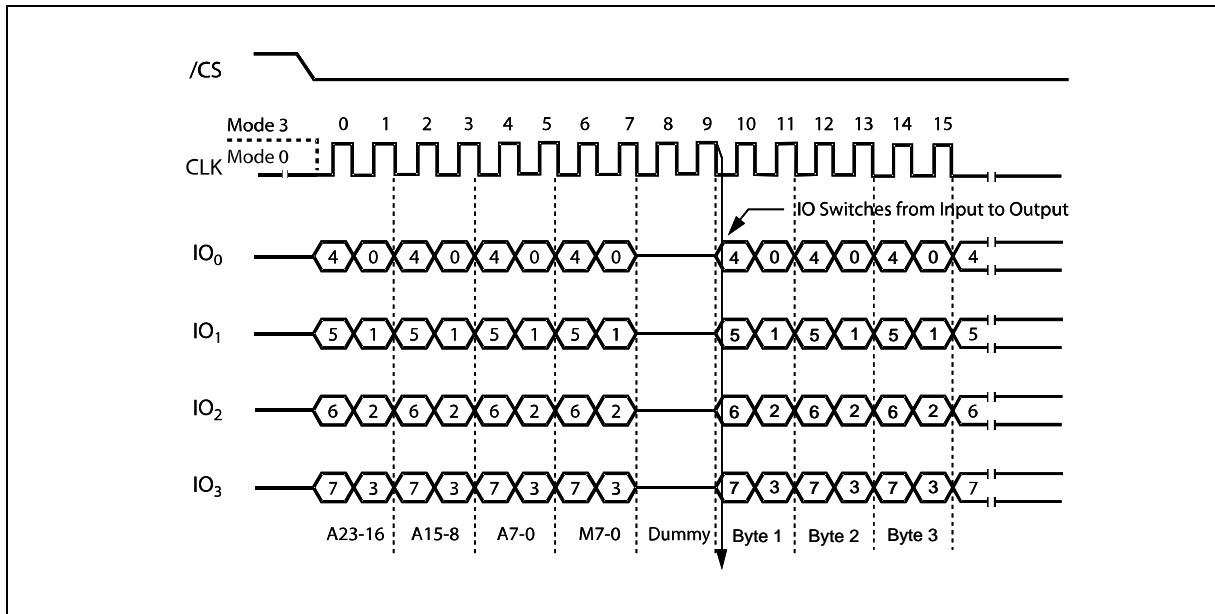 /CS
Mode 3 0 1 2 3 4 5 6 7 8 9 10 11 12 13 14 15
Mode 0
CLK
IO Switches from Input to Output
IO0 4 0 4 0 4 0 4 0 4 0 4 0 4 0 4
IO1 5 1 5 1 5 1 5 1 5 1 5 1 5 1 5
IO2 6 2 6 2 6 2 6 2 6 2 6 2 6 2 6
IO3 7 3 7 3 7 3 7 3 7 3 7 3 7 3 7
A23-16 A15-8 A7-0 M7-0 Dummy Byte 1 Byte 2 Byte 3